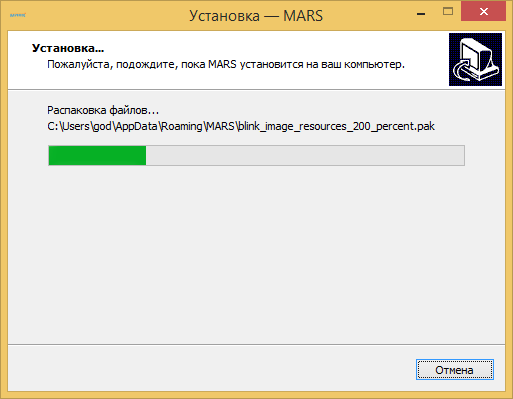 Установка — MARS
Установка...
Пожалуйста, подождите, пока MARS установится на ваш компьютер.
Распаковка файлов...
C:\Users\god\AppData\Roaming\MARS\blink_image_resources_200_percent.pak
Отмена